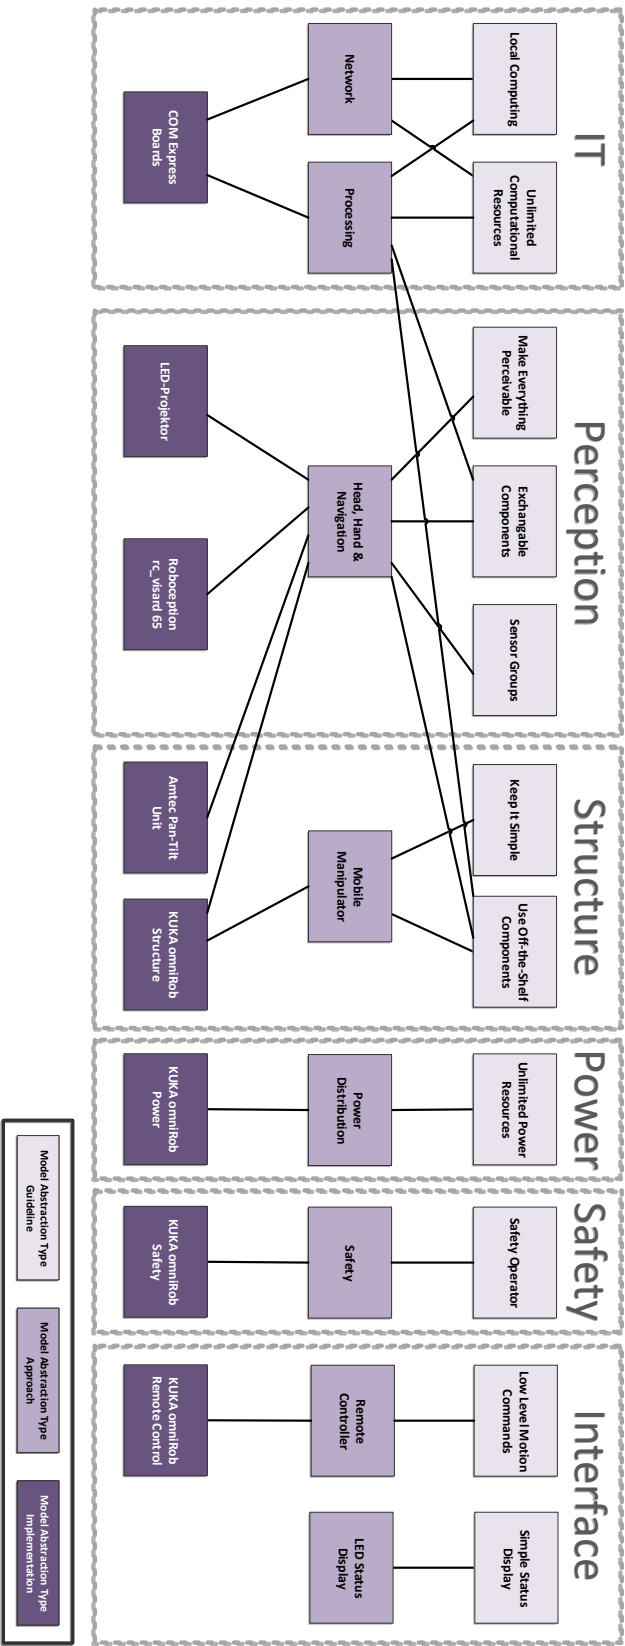 IT
Local Computing
Unlimited
Computational
Resources
Network
Processing
COM Express
Boards
Perception
Make Everything
Perceivable
Exchangable
Components
Sensor Groups
Head, Hand &
Navigation
LED-Projektor
Roboception
rc_visard 65
Structure
Keep It Simple
Use Off-the-Shelf
Components
Mobile
Manipulator
Amtec Pan-Tilt
Unit
KUKA omniRob
Structure
Power
Unlimited Power
Resources
Power
Distribution
KUKA omniRob
Power
Safety
Safety Operator
Safety
KUKA omniRob
Safety
Interface
Low Level Motion
Commands
Simple Status
Display
Remote
Controller
LED Status
Display
KUKA omniRob
Remote Control
Model Abstraction Type
Guideline
Model Abstraction Type
Approach
Model Abstraction Type
Implementation